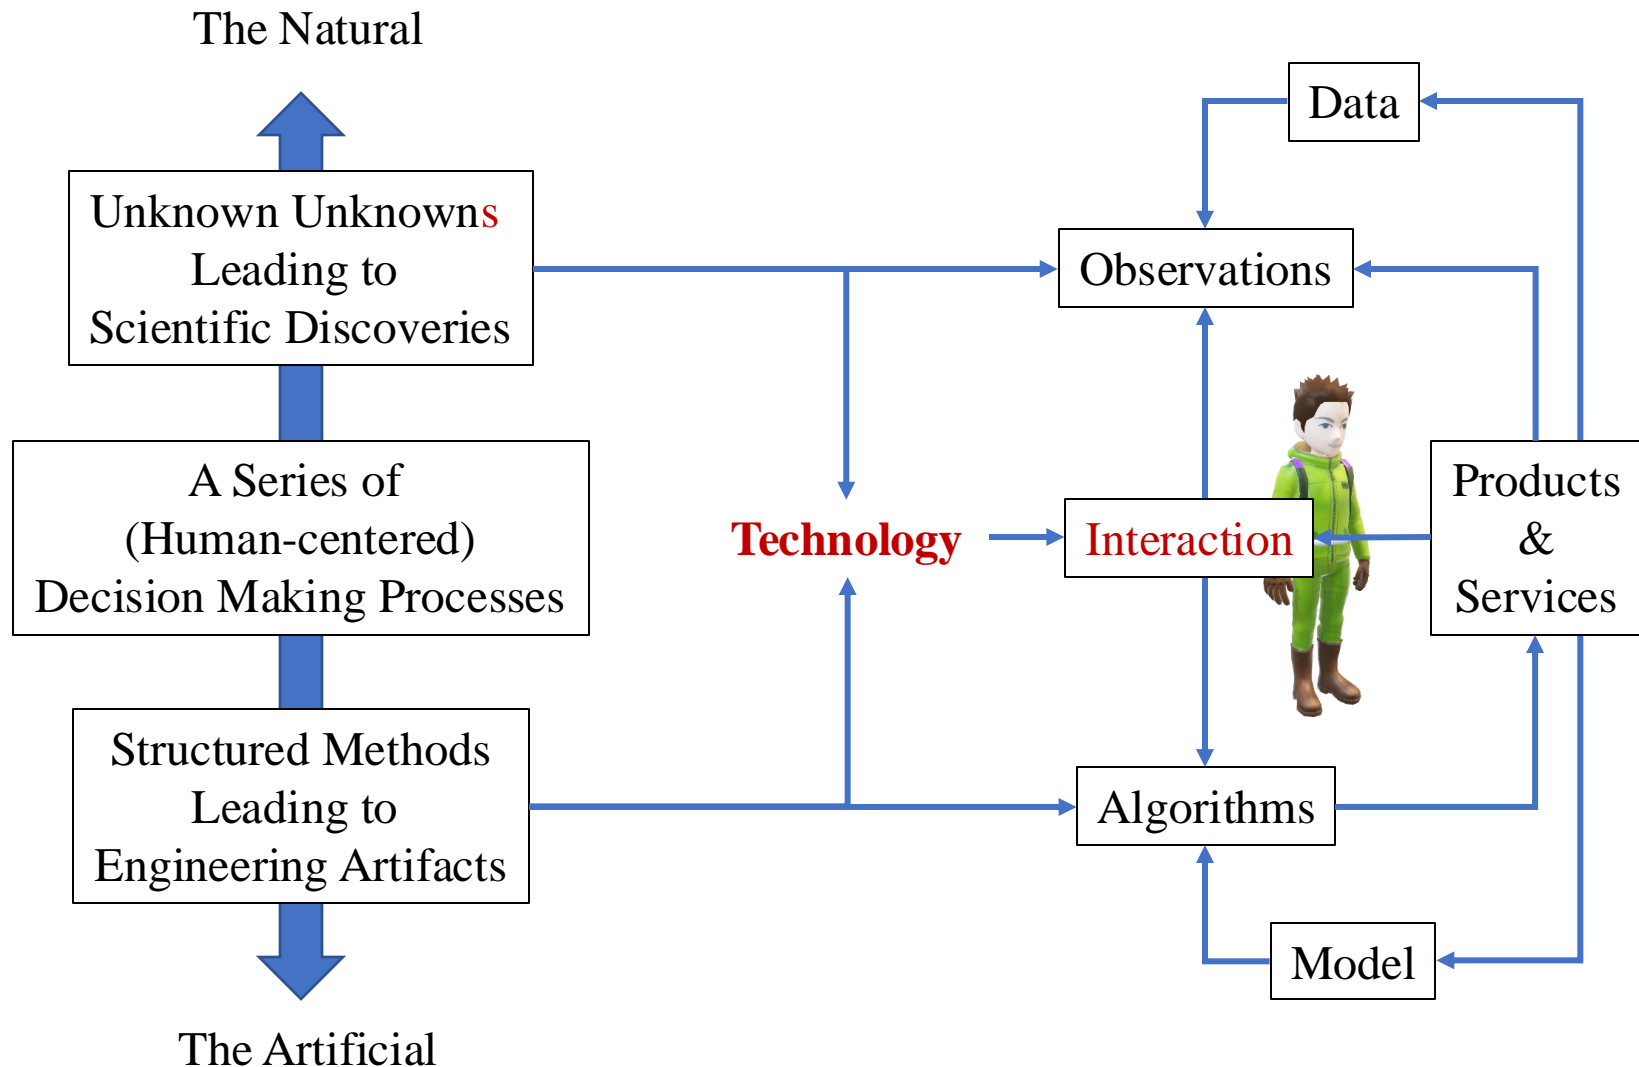 The Natural
Unknown Unknowns
Leading to
Scientific Discoveries
A Series of
(Human-centered)
Decision Making Processes
Structured Methods
Leading to
Engineering Artifacts
The Artificial
Technology
Data
Observations
Interaction
Products
&
Services
Algorithms
Model